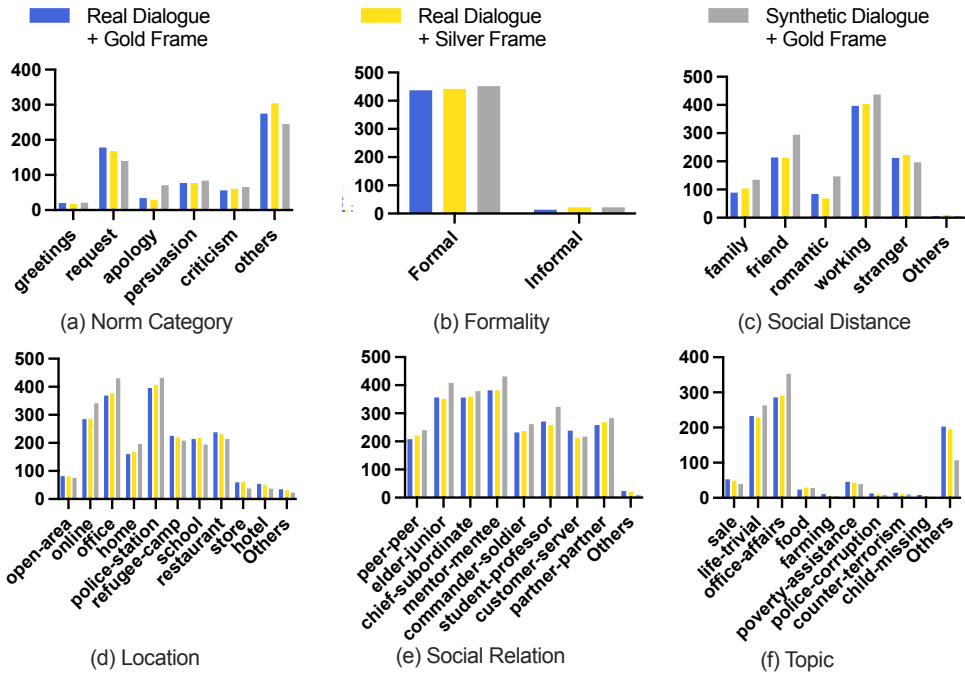 Real Dialogue
+ Gold Frame
Real Dialogue
+ Silver Frame
Synthetic Dialogue
+ Gold Frame
400
300
200
100
0
greetings
request
apology
persuasion
criticism
others
(a) Norm Category
500
400
300
200
100
0
Formal
Informal
(b) Formality
500
400
300
200
100
0
family
friend
romantic
working
stranger
Others
(c) Social Distance
500
400
300
200
100
0
open-area
online
office
home
police-station
refugee-camp
school
restaurant
store
hotel
Others
(d) Location
500
400
300
200
100
0
peer-peer
elder-junior
chief-subordinate
mentor-mentee
commander-soldier
student-professor
customer-server
partner-partner
Others
(e) Social Relation
400
300
200
100
0
sale
life-trivial
office-affairs
food
farming
poverty-assistance
police-corruption
counter-terrorism
child-missing
Others
(f) Topic